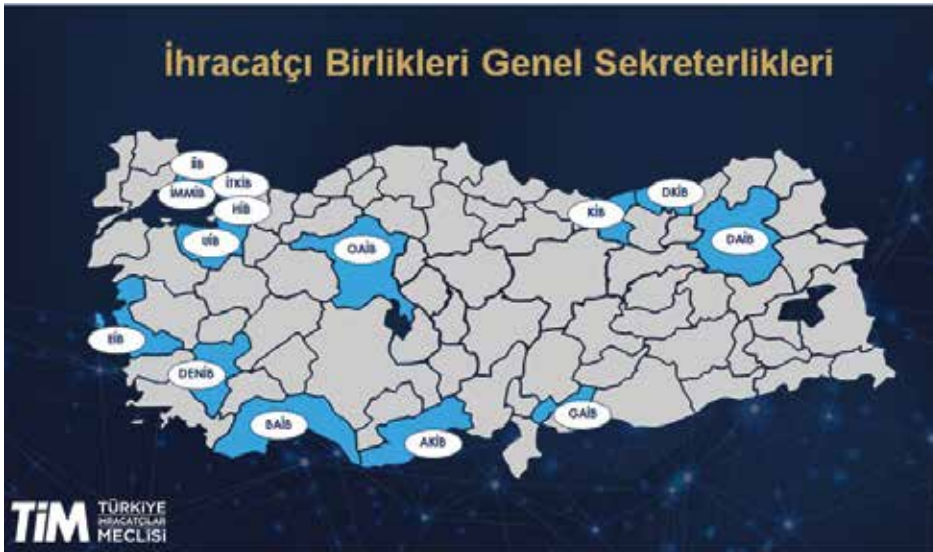 İhracatçı Birlikleri Genel Sekreterlikleri
İİB
İMMİB
İTKİB
HİB
UİB
OAİB
KİB
DKİB
DAİB
EİB
DENİB
BAİB
AKİB
GAİB
TİM TÜRKİYE
İHRACATÇILAR
MECLİSİ